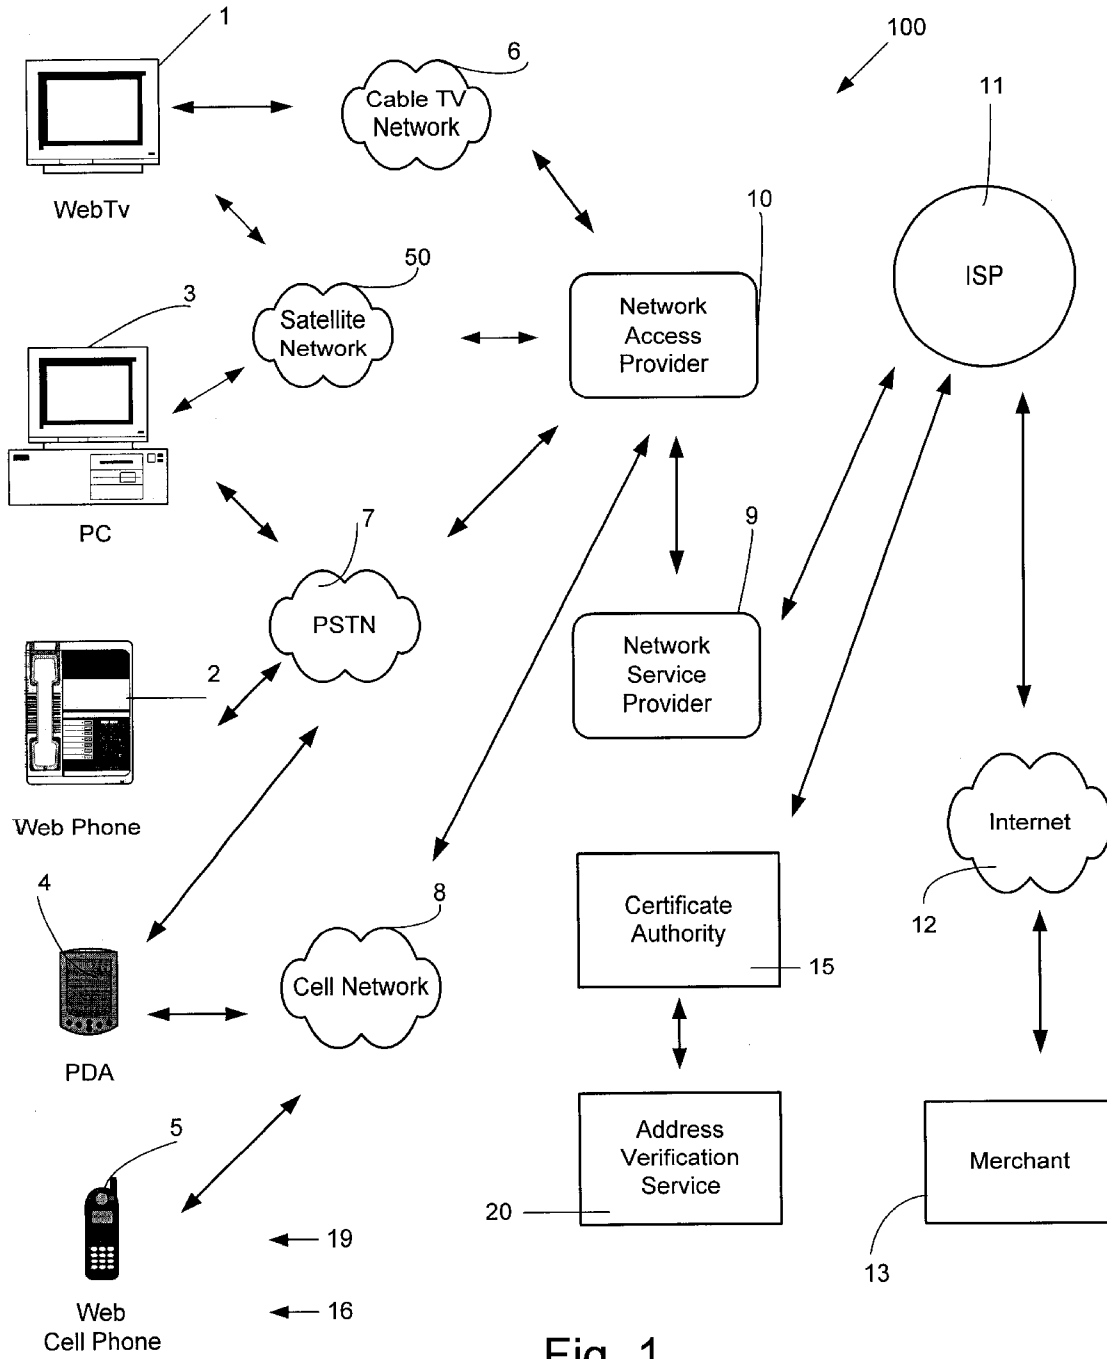 1
6
100
11
Cable TV
Network
WebTv
10
50
ISP
3
Satellite
Network
Network
Access
Provider
PC
7
9
PSTN
Network
Service
Provider
2
Web Phone
Internet
4
8
12
Certificate
Authority
15
Cell Network
PDA
5
Address
Verification
Service
Merchant
20
19
13
16
Web
Cell Phone
Fig. 1